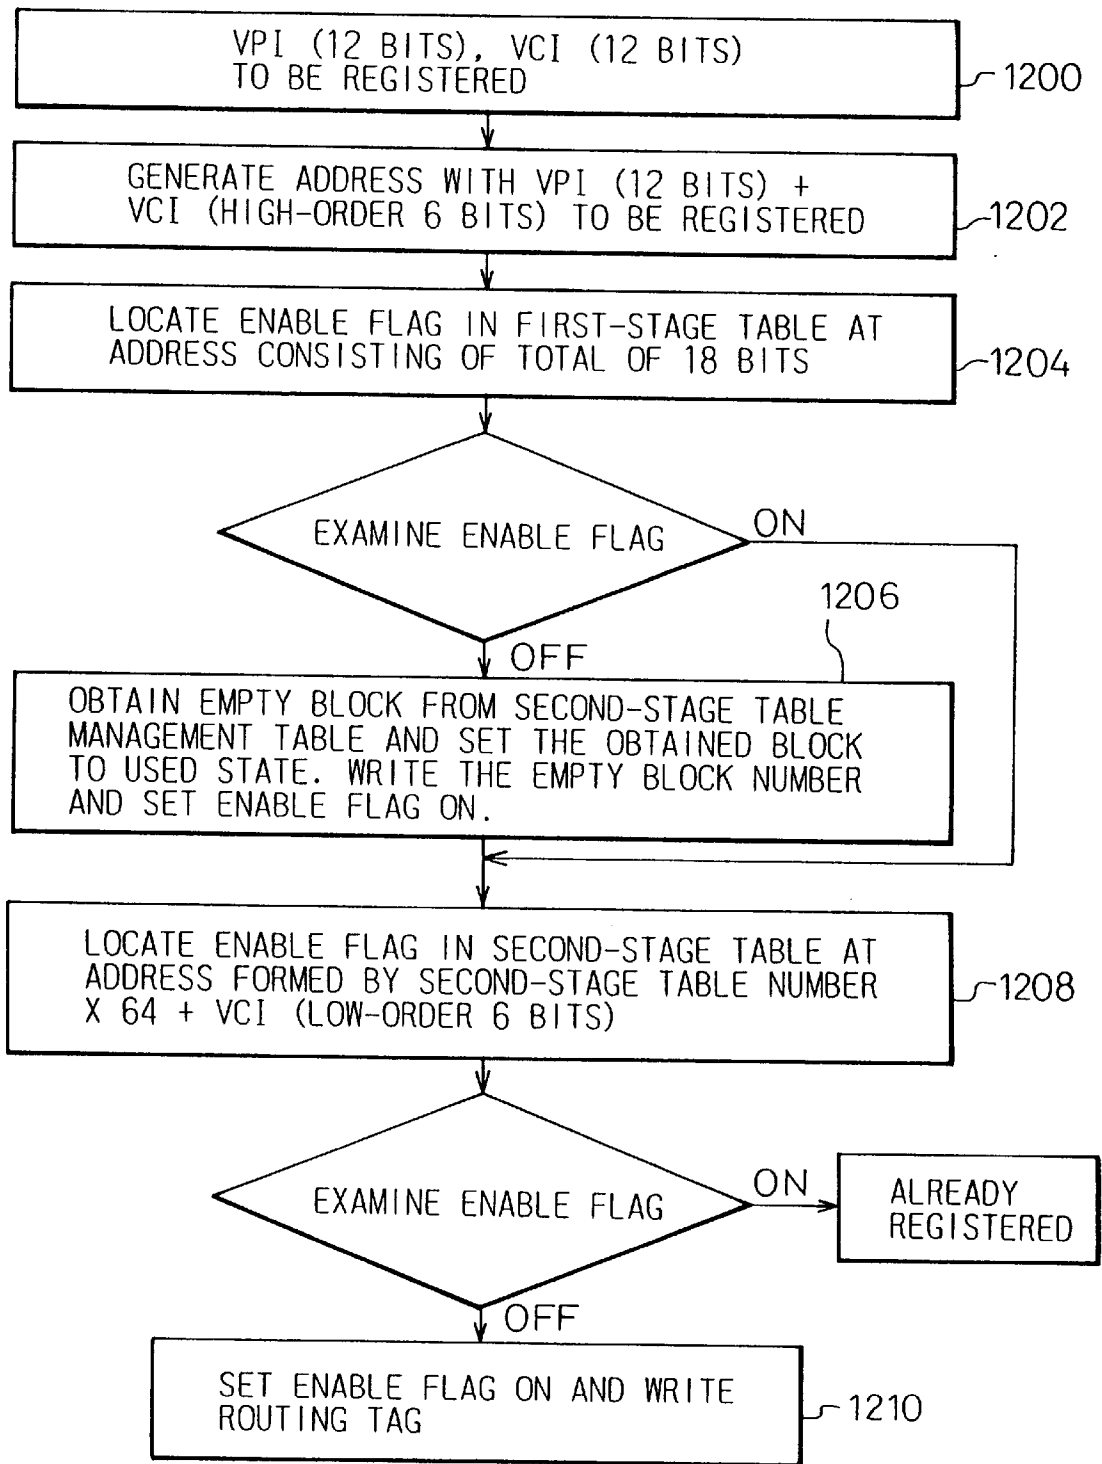 VPI (12 BITS), VCI (12 BITS)
TO BE REGISTERED
1200
GENERATE ADDRESS WITH VPI (12 BITS) +
VCI (HIGH-ORDER 6 BITS) TO BE REGISTERED
1202
LOCATE ENABLE FLAG IN FIRST-STAGE TABLE AT
ADDRESS CONSISTING OF TOTAL OF 18 BITS
1204
EXAMINE ENABLE FLAG
ON
1206
OFF
OBTAIN EMPTY BLOCK FROM SECOND-STAGE TABLE
MANAGEMENT TABLE AND SET THE OBTAINED BLOCK
TO USED STATE. WRITE THE EMPTY BLOCK NUMBER
AND SET ENABLE FLAG ON.
LOCATE ENABLE FLAG IN SECOND-STAGE TABLE AT
ADDRESS FORMED BY SECOND-STAGE TABLE NUMBER
X 64 + VCI (LOW-ORDER 6 BITS)
1208
EXAMINE ENABLE FLAG
ON
ALREADY
REGISTERED
OFF
SET ENABLE FLAG ON AND WRITE
ROUTING TAG
1210